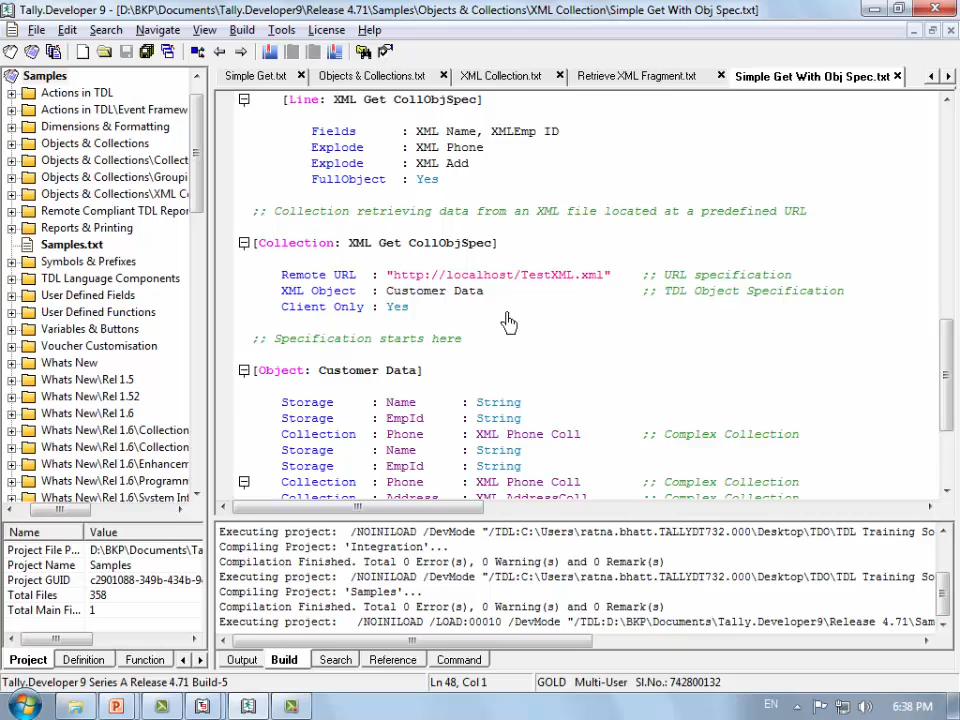 Tally.Developer 9 - [D:\BKP\Documents\Tally.Developer9\Release 4.71\Samples\Objects & Collections\XML Collection\Simple Get With Obj Spec.txt]
File Edit Search Navigate View Build Tools License Help
Samples
Actions in TDL
Actions in TDL\Event Framew
Dimensions & Formatting
Objects & Collections
Objects & Collections\Collect
Objects & Collections\Groupi
Objects & Collections\XML C
Remote Compliant TDL Repor
Reports & Printing
Samples.txt
Symbols & Prefixes
TDL Language Components
User Defined Fields
User Defined Functions
Variables & Buttons
Voucher Customisation
Whats New
Whats New\Rel 1.5
Whats New\Rel 1.52
Whats New\Rel 1.6
Whats New\Rel 1.6\Collection
Whats New\Rel 1.6\Collection
Whats New\Rel 1.6\Enhancem
Whats New\Rel 1.6\Programm
Whats New\Rel 1.6\System Int
Simple Get.txt Objects & Collections.txt XML Collection.txt Retrieve XML Fragment.txt Simple Get With Obj Spec.txt
[Line: XML Get CollObjSpec]
Fields : XML Name, XMLEmp ID
Explode : XML Phone
Explode : XML Add
FullObject : Yes
;; Collection retrieving data from an XML file located at a predefined URL
[Collection: XML Get CollObjSpec]
Remote URL : "http://localhost/TestXML.xml" ;; URL specification
XML Object : Customer Data ;; TDL Object Specification
Client Only : Yes
;; Specification starts here
[Object: Customer Data]
Storage : Name : String
Storage : EmpId : String
Collection : Phone : XML Phone Coll ;; Complex Collection
Storage : Name : String
Storage : EmpId : String
Collection : Phone : XML Phone Coll ;; Complex Collection
Collection : Address : XML AddressColl ;; Complex Collection
Name Value
Project File P... D:\BKP\Documents\Ta
Project Name Samples
Project GUID c2901088-349b-434b-9
Total Files 358
Total Main Fi... 1
Project Definition Function
Executing project: /NOINILOAD /DevMode "/TDL:C:\Users\ratna.bhatt.TALLYDT732.000\Desktop\TDO\TDL Training So
Compiling Project: 'Integration'...
Compilation Finished. Total 0 Error(s), 0 Warning(s) and 0 Remark(s)
Executing project: /NOINILOAD /DevMode "/TDL:C:\Users\ratna.bhatt.TALLYDT732.000\Desktop\TDO\TDL Training So
Compiling Project: 'Samples'...
Compilation Finished. Total 0 Error(s), 0 Warning(s) and 0 Remark(s)
Executing project: /NOINILOAD /LOAD:00010 /DevMode "/TDL:D:\BKP\Documents\Tally.Developer9\Release 4.71\Sam
Output Build Search Reference Command
Tally.Developer 9 Series A Release 4.71 Build-5 Ln 48, Col 1 GOLD Multi-User Sl.No.: 742800132
EN 6:38 PM